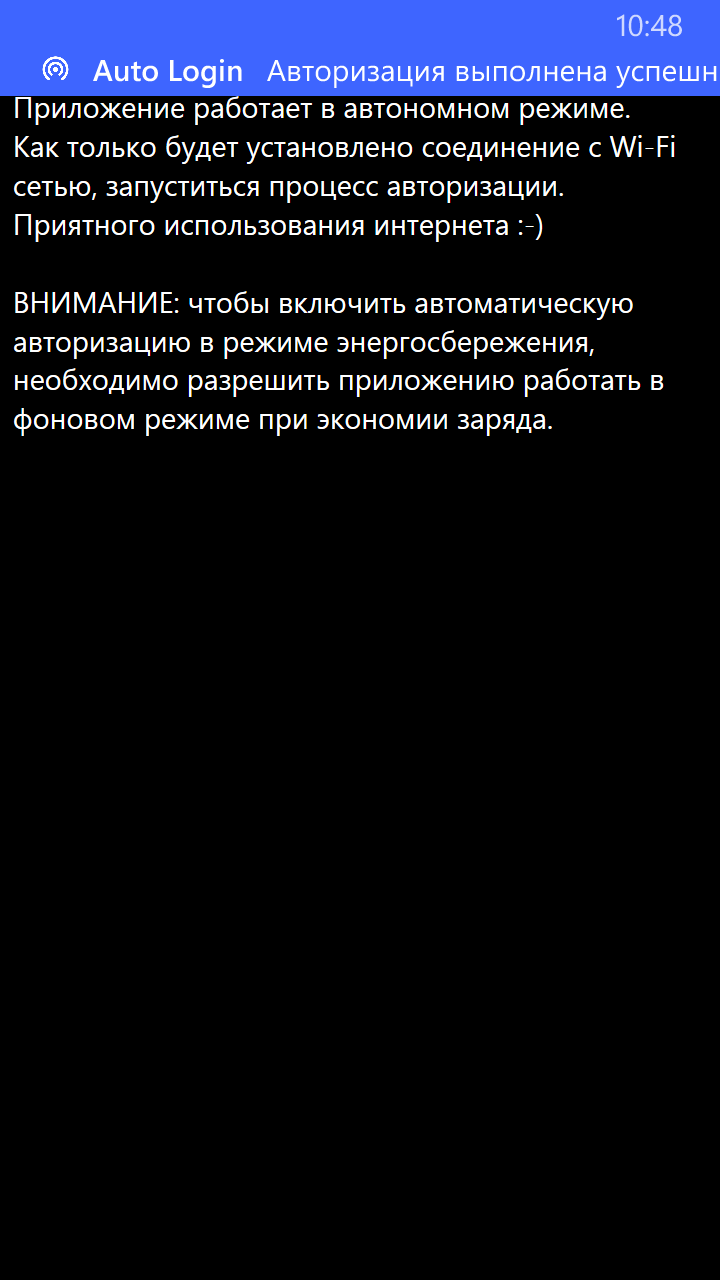 10:48
Auto Login Авторизация выполнена успешн
Приложение работает в автономном режиме.
Как только будет установлено соединение с Wi-Fi
сетью, запуститься процесс авторизации.
Приятного использования интернета :-)
ВНИМАНИЕ: чтобы включить автоматическую
авторизацию в режиме энергосбережения,
необходимо разрешить приложению работать в
фоновом режиме при экономии заряда.